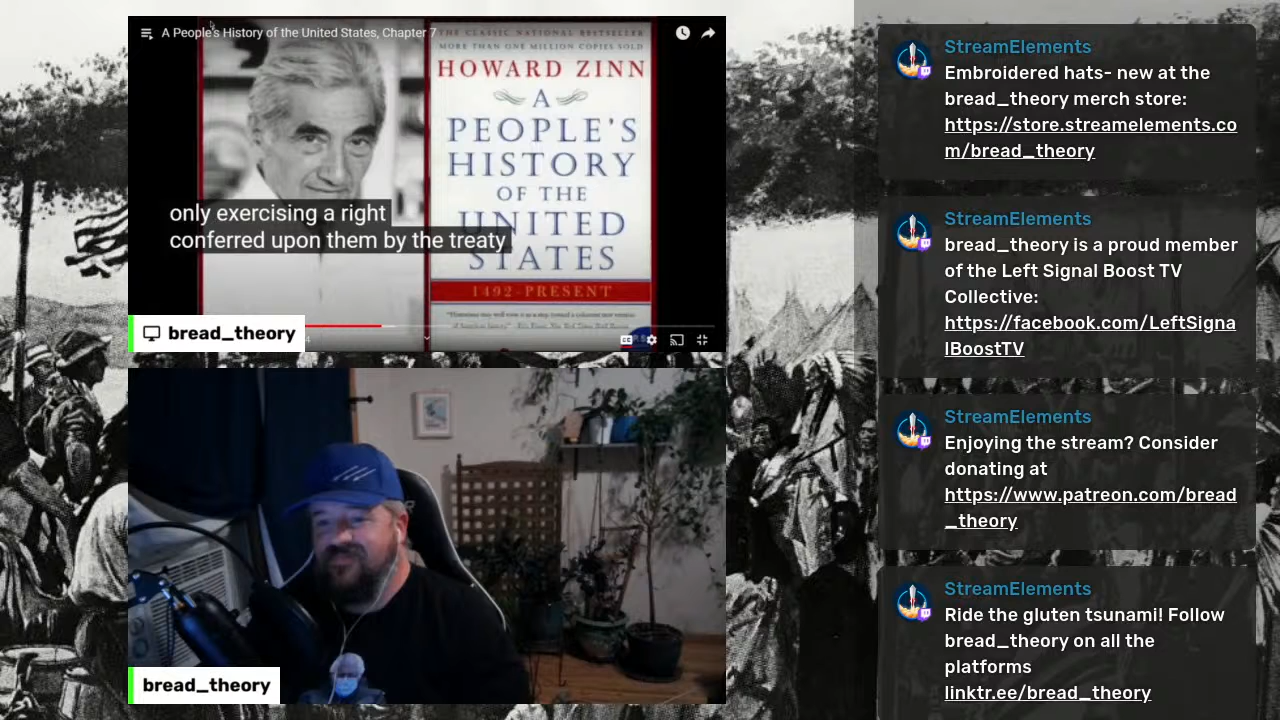 A People's History of the United States, Chapter 7
THE CLASSIC NATIONAL BESTSELLER
MORE THAN ONE MILLION COPIES SOLD
HOWARD ZINN
A
PEOPLE'S
HISTORY
OF THE
UNITED
STATES
1492-PRESENT
only exercising a right
conferred upon them by the treaty
bread_theory
CC
bread_theory
StreamElements
Embroidered hats- new at the
bread_theory merch store:
https://store.streamelements.co
m/bread_theory
StreamElements
bread_theory is a proud member
of the Left Signal Boost TV
Collective:
https://facebook.com/LeftSigna
lBoostTV
StreamElements
Enjoying the stream? Consider
donating at
https://www.patreon.com/bread
_theory
StreamElements
Ride the gluten tsunami! Follow
bread_theory on all the
platforms
linktr.ee/bread_theory